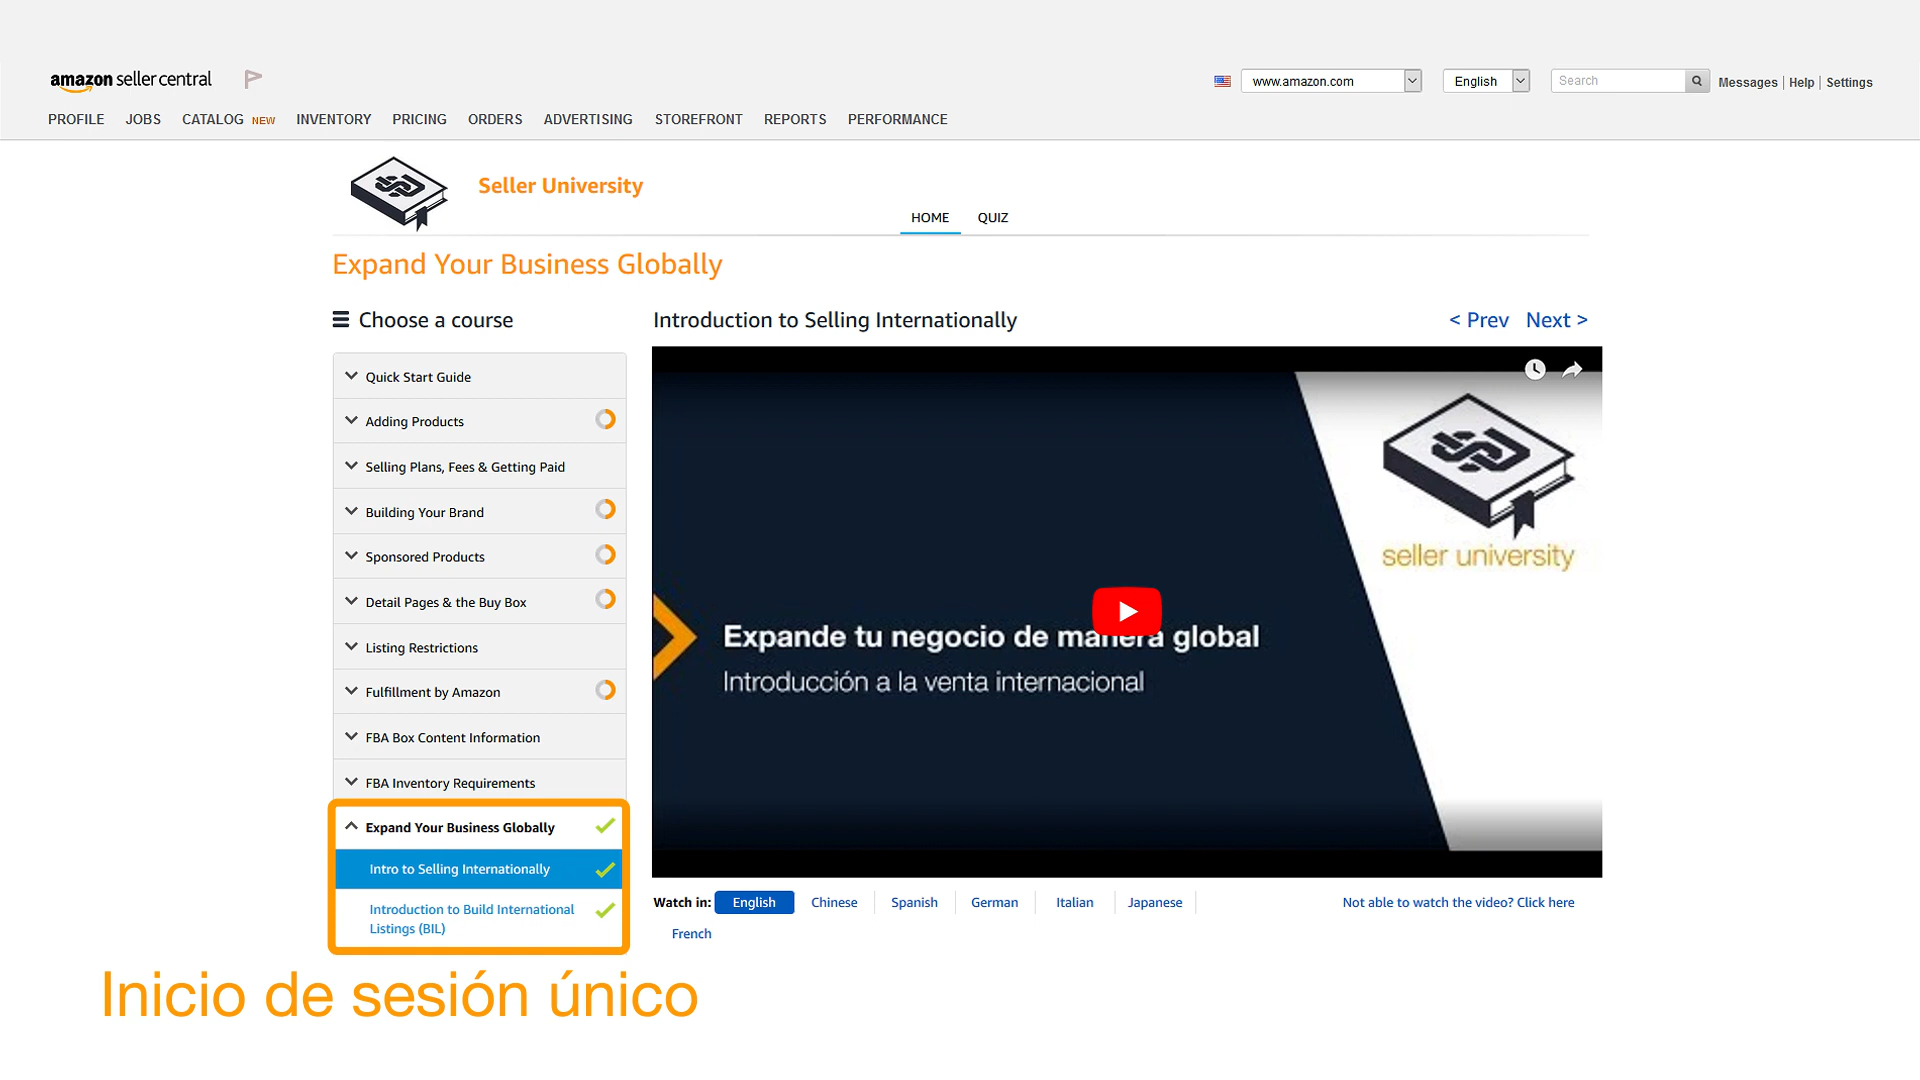 amazon seller central
www.amazon.com
English
Search
Messages | Help | Settings
PROFILE JOBS CATALOG NEW INVENTORY PRICING ORDERS ADVERTISING STOREFRONT REPORTS PERFORMANCE
Seller University
HOME QUIZ
Expand Your Business Globally
Choose a course
Quick Start Guide
Adding Products
Selling Plans, Fees & Getting Paid
Building Your Brand
Sponsored Products
Detail Pages & the Buy Box
Listing Restrictions
Fulfillment by Amazon
FBA Box Content Information
FBA Inventory Requirements
Expand Your Business Globally
Intro to Selling Internationally
Introduction to Build International
Listings (BIL)
Introduction to Selling Internationally
< Prev Next >
seller university
Expande tu negocio de manera global
Introducción a la venta internacional
Watch in: English Chinese Spanish German Italian Japanese
French
Not able to watch the video? Click here
Inicio de sesión único